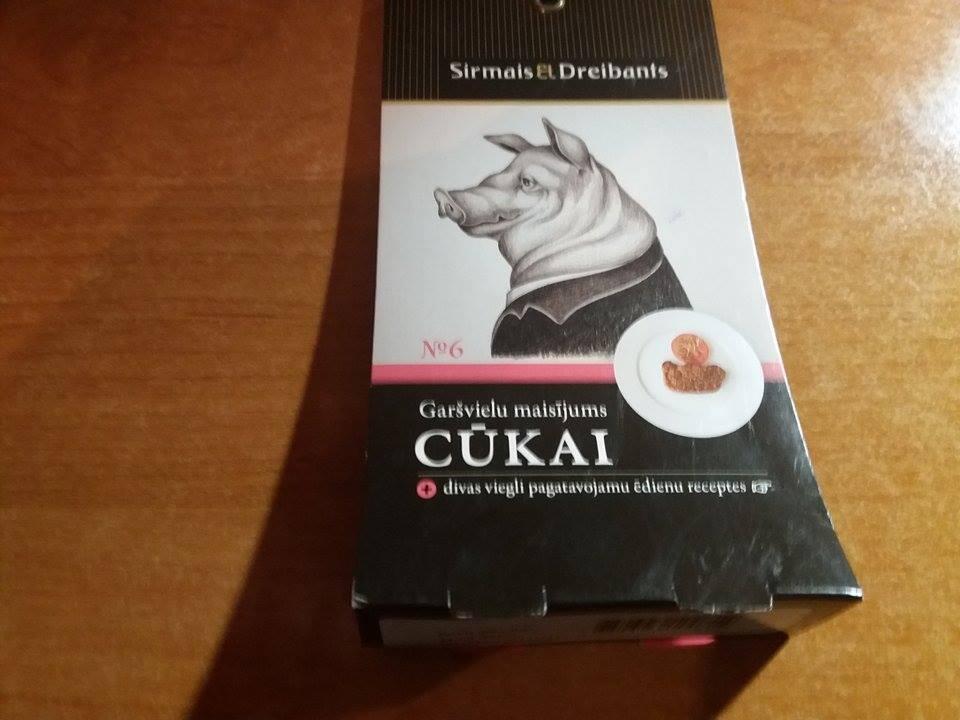 Sirmais & Dreibants
№6
Garšvielu maisījums
CŪKAI
+ divas viegli pagatavojamu ēdienu receptes ☞